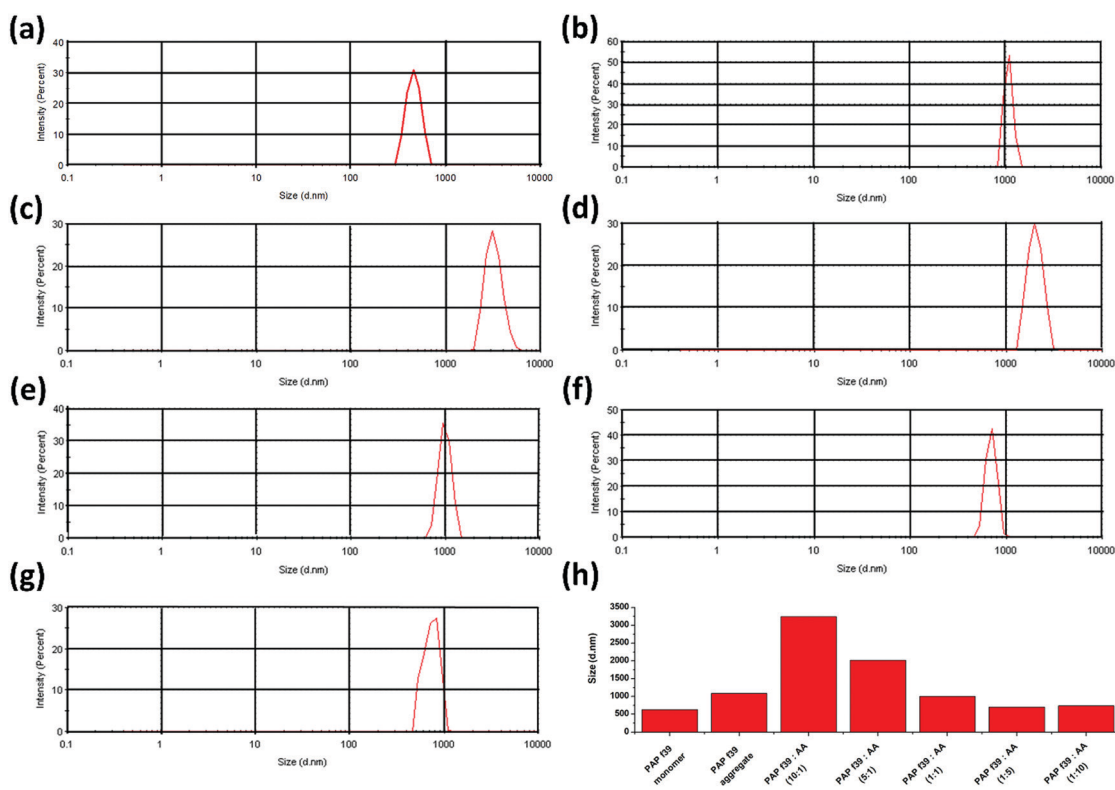 (a)
40
30
20
10
0
Intensity (Percent)
0.1 1 10 100 1000 10000
Size (d.nm)
(b)
60
50
40
30
20
10
0
Intensity (Percent)
0.1 1 10 100 1000 10000
Size (d.nm)
(c)
30
20
10
0
Intensity (Percent)
0.1 1 10 100 1000 10000
Size (d.nm)
(d)
30
20
10
0
Intensity (Percent)
0.1 1 10 100 1000 10000
Size (d.nm)
(e)
40
30
20
10
0
Intensity (Percent)
0.1 1 10 100 1000 10000
Size (d.nm)
(f)
50
40
30
20
10
0
Intensity (Percent)
0.1 1 10 100 1000 10000
Size (d.nm)
(g)
30
20
10
0
Intensity (Percent)
0.1 1 10 100 1000 10000
Size (d.nm)
(h)
3500
3000
2500
2000
1500
1000
500
0
Size (d.nm)
PAP f39
monomer
PAP f39
aggregate
PAP f39 : AA
(10:1)
PAP f39 : AA
(5:1)
PAP f39 : AA
(1:1)
PAP f39 : AA
(1:5)
PAP f39 : AA
(1:10)